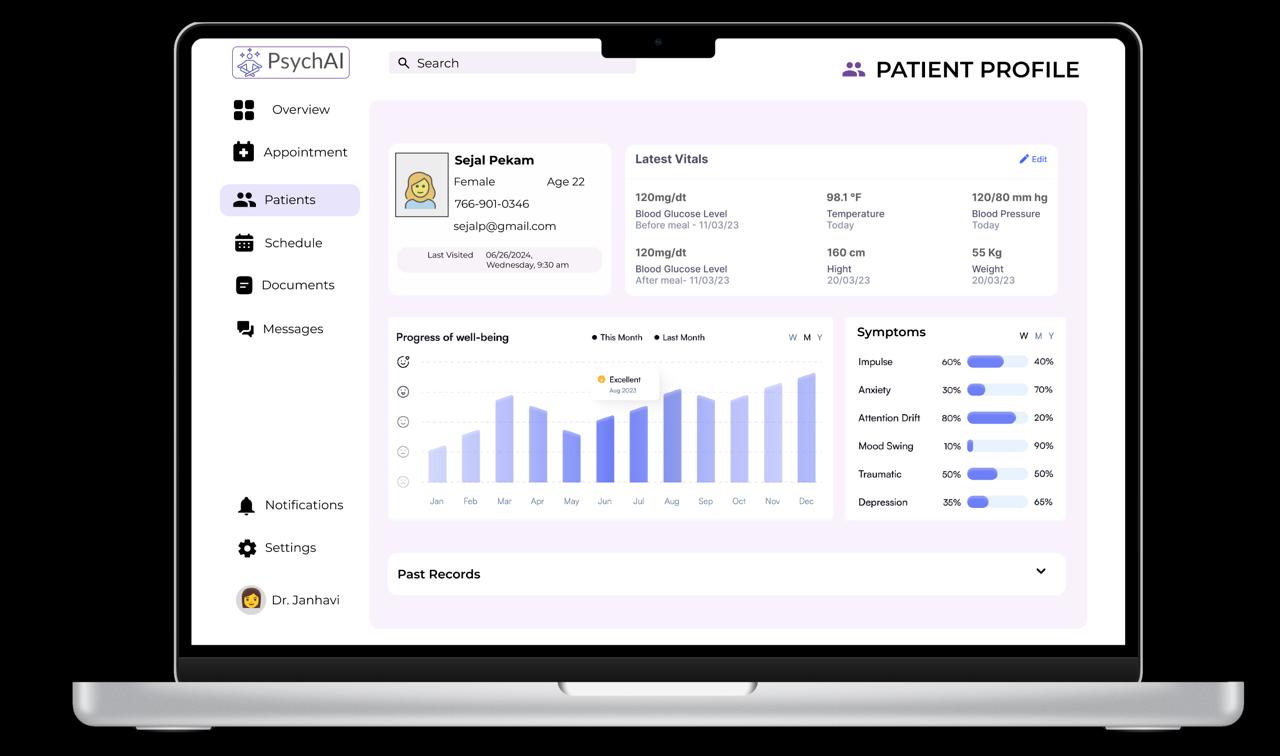 PsychAI
Search
PATIENT PROFILE
Overview
Appointment
Patients
Schedule
Documents
Messages
Notifications
Settings
Dr. Janhavi
Sejal Pekam
Female Age 22
766-901-0346
sejalp@gmail.com
Last Visited 06/26/2024,
Wednesday, 9:30 am
Latest Vitals Edit
120mg/dt 98.1 °F 120/80 mm hg
Blood Glucose Level Temperature Blood Pressure
Before meal - 11/03/23 Today Today
120mg/dt 160 cm 55 Kg
Blood Glucose Level Hight Weight
After meal- 11/03/23 20/03/23 20/03/23
Progress of well-being This Month Last Month W M Y
Excellent
Aug 2023
Jan Feb Mar Apr May Jun Jul Aug Sep Oct Nov Dec
Symptoms
W M Y
Impulse 60% 40%
Anxiety 30% 70%
Attention Drift 80% 20%
Mood Swing 10% 90%
Traumatic 50% 50%
Depression 35% 65%
Past Records